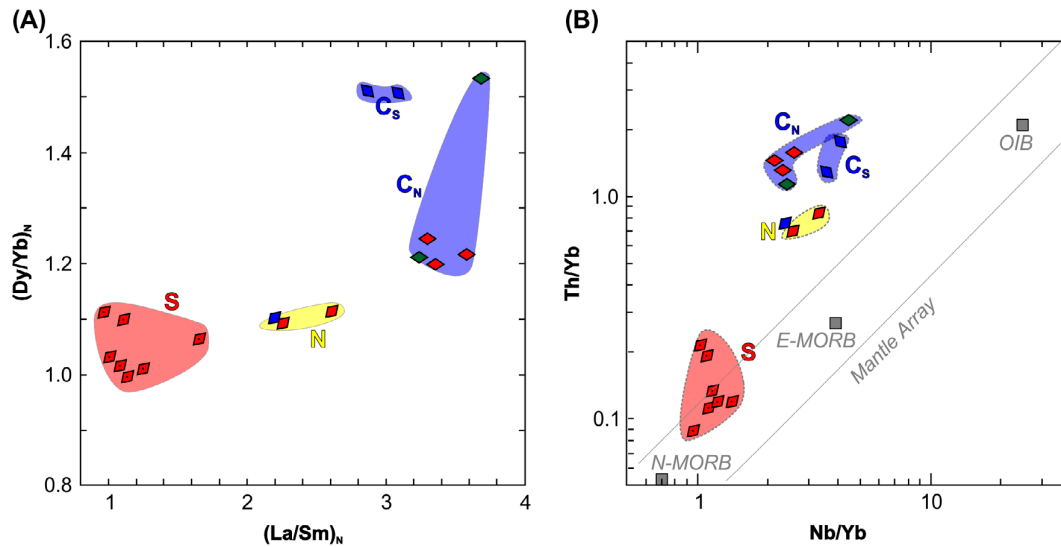 (A)
1.6
1.4
1.2
1.0
0.8
(Dy/Yb)N
1
2
3
4
(La/Sm)N
CS
CN
S
N
(B)
1.0
0.1
Th/Yb
1
10
Nb/Yb
CN
CS
N
S
OIB
E-MORB
N-MORB
Mantle Array